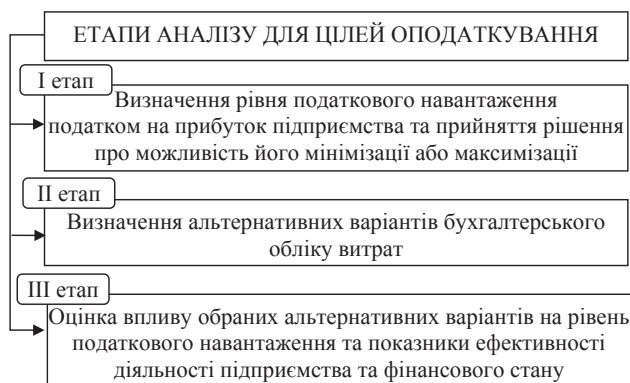 ЕТАПИ АНАЛІЗУ ДЛЯ ЦІЛЕЙ ОПОДАТКУВАННЯ
І етап
Визначення рівня податкового навантаження
податком на прибуток підприємства та прийняття рішення
про можливість його мінімізації або максимізації
ІІ етап
Визначення альтернативних варіантів бухгалтерського
обліку витрат
ІІІ етап
Оцінка впливу обраних альтернативних варіантів на рівень
податкового навантаження та показники ефективності
діяльності підприємства та фінансового стану